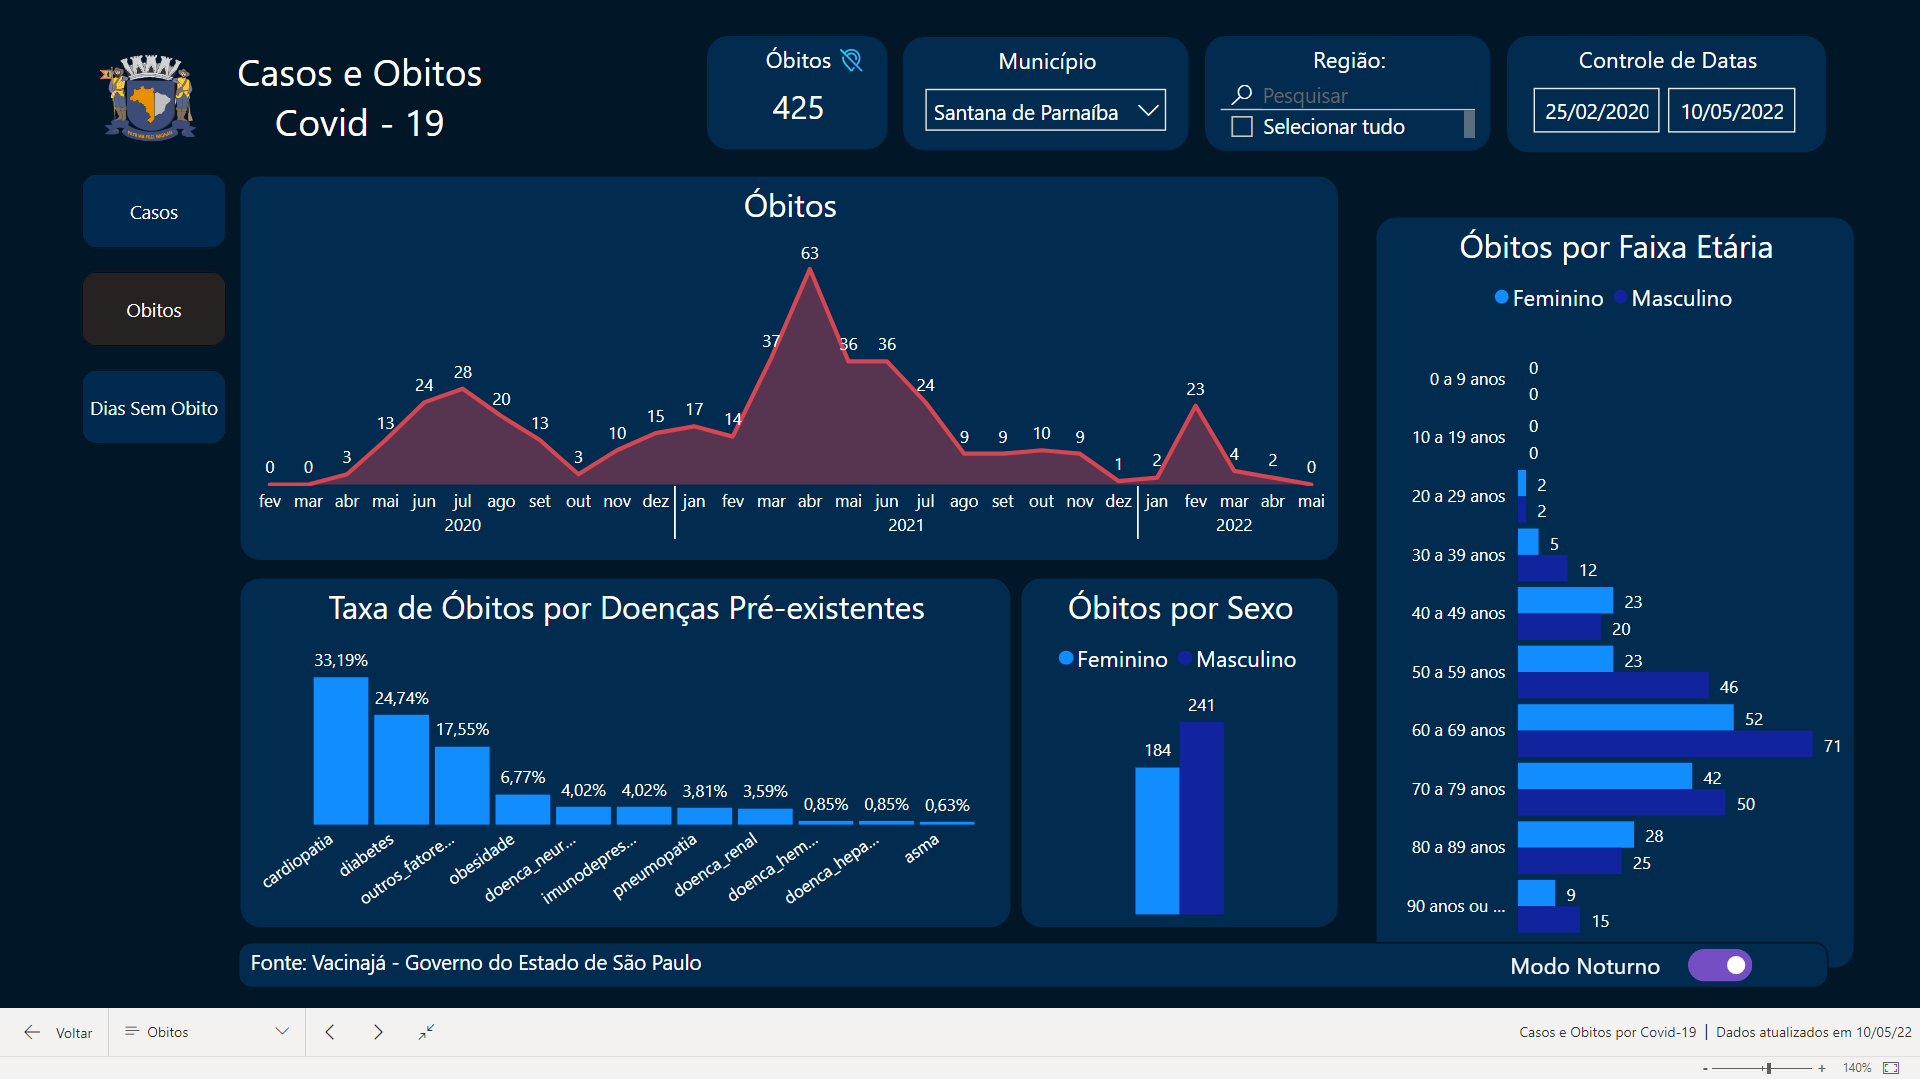 Casos e Obitos
Covid - 19
Óbitos
425
Município
Santana de Parnaíba
Região:
Pesquisar
Selecionar tudo
Controle de Datas
25/02/2020
10/05/2022
Casos
Obitos
Dias Sem Obito
Óbitos
0 0 3 13 24 28 20 13 3 10 15 17 14 37 63 36 36 24 9 9 10 9 1 2 23 4 2 0
fev mar abr mai jun jul ago set out nov dez jan fev mar abr mai jun jul ago set out nov dez jan fev mar abr mai
2020 2021 2022
Taxa de Óbitos por Doenças Pré-existentes
33,19% 24,74% 17,55% 6,77% 4,02% 4,02% 3,81% 3,59% 0,85% 0,85% 0,63%
cardiopatia diabetes outros_fatore... obesidade doenca_neur... imunodepres... pneumopatia doenca_renal doenca_hem... doenca_hepa... asma
Óbitos por Sexo
Feminino Masculino
184 241
Óbitos por Faixa Etária
Feminino Masculino
0 a 9 anos 0 0
10 a 19 anos 0 0
20 a 29 anos 2 2
30 a 39 anos 5 12
40 a 49 anos 23 20
50 a 59 anos 23 46
60 a 69 anos 52 71
70 a 79 anos 42 50
80 a 89 anos 28 25
90 anos ou ... 9 15
Fonte: Vacinajá - Governo do Estado de São Paulo
Modo Noturno
Voltar
Obitos
Casos e Obitos por Covid-19 | Dados atualizados em 10/05/22
- + 140%